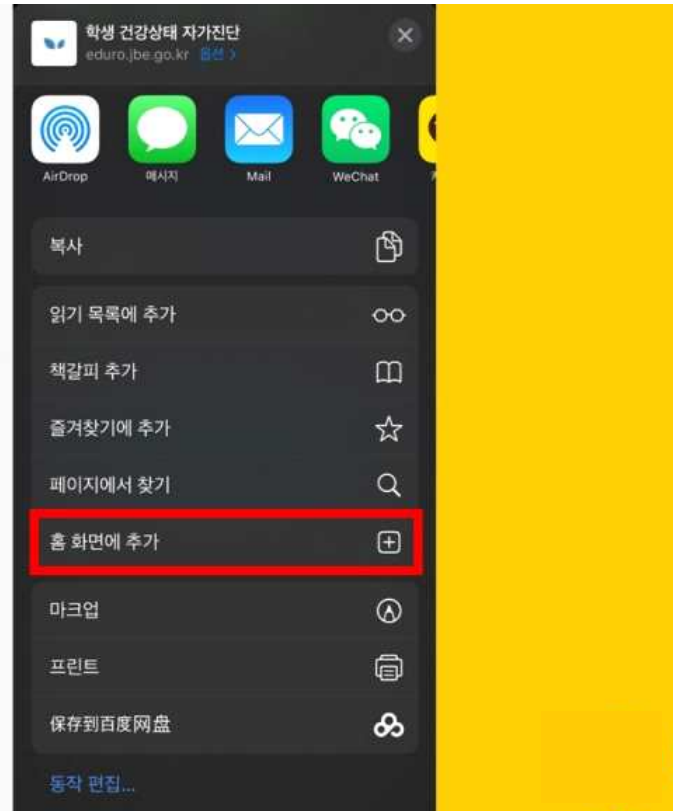 학생 건강상태 자가진단
eduro.jbe.go.kr 옵션 >
AirDrop 메시지 Mail WeChat
복사
읽기 목록에 추가
책갈피 추가
즐겨찾기에 추가
페이지에서 찾기
홈 화면에 추가
마크업
프린트
保存到百度网盘
동작 편집...